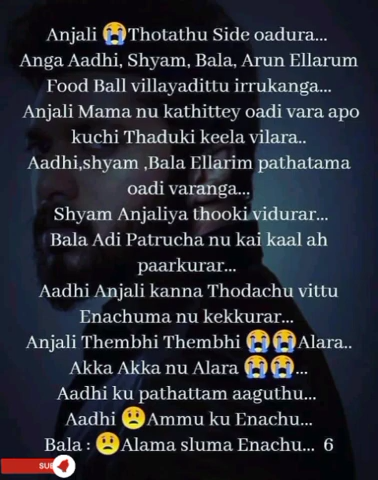 Anjali 😭Thotathu Side oadura...
Anga Aadhi, Shyam, Bala, Arun Ellarum
Food Ball villayadittu irrukanga...
Anjali Mama nu kathittey oadi vara apo
kuchi Thaduki keela vilara..
Aadhi,shyam ,Bala Ellarim pathatama
oadi varanga...
Shyam Anjaliya thooki vidurar...
Bala Adi Patrucha nu kai kaal ah
paarkurar...
Aadhi Anjali kanna Thodachu vittu
Enachuma nu kekkurar...
Anjali Thembhi Thembhi 😭😭Alara..
Akka Akka nu Alara 😭😭...
Aadhi ku pathattam aaguthu...
Aadhi 😟Ammu ku Enachu...
Bala : 😟Alama sluma Enachu... 6
SUB